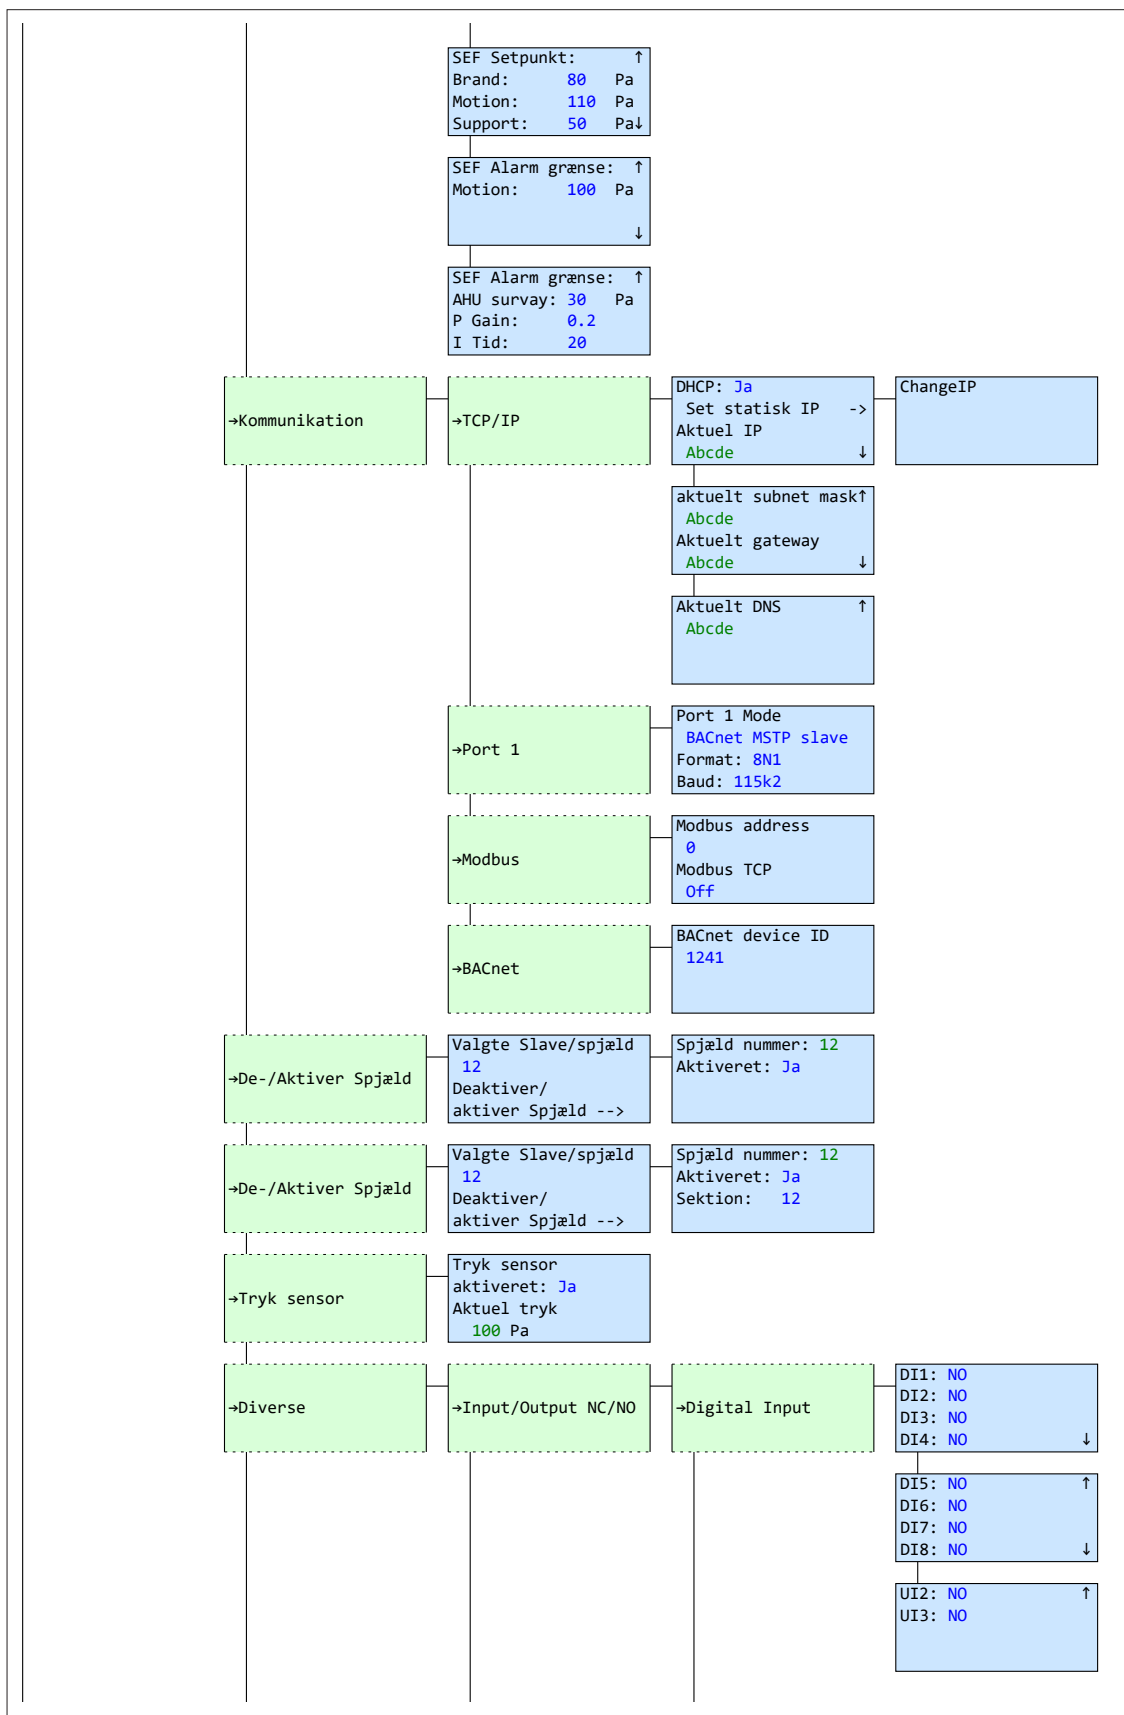 SEF Setpunkt: ↑
Brand: 80 Pa
Motion: 110 Pa
Support: 50 Pa↓
SEF Alarm grænse: ↑
Motion: 100 Pa
↓
SEF Alarm grænse: ↑
AHU survay: 30 Pa
P Gain: 0.2
I Tid: 20
→Kommunikation
→TCP/IP
DHCP: Ja
Set statisk IP ->
Aktuel IP
Abcde ↓
ChangeIP
aktuelt subnet mask↑
Abcde
Aktuelt gateway
Abcde ↓
Aktuelt DNS ↑
Abcde
→Port 1
Port 1 Mode
BACnet MSTP slave
Format: 8N1
Baud: 115k2
→Modbus
Modbus address
0
Modbus TCP
Off
→BACnet
BACnet device ID
1241
→De-/Aktiver Spjæld
Valgte Slave/spjæld
12
Deaktiver/
aktiver Spjæld -->
Spjæld nummer: 12
Aktiveret: Ja
→De-/Aktiver Spjæld
Valgte Slave/spjæld
12
Deaktiver/
aktiver Spjæld -->
Spjæld nummer: 12
Aktiveret: Ja
Sektion: 12
→Tryk sensor
Tryk sensor
aktiveret: Ja
Aktuel tryk
100 Pa
→Diverse
→Input/Output NC/NO
→Digital Input
DI1: NO
DI2: NO
DI3: NO
DI4: NO ↓
DI5: NO ↑
DI6: NO
DI7: NO
DI8: NO ↓
UI2: NO ↑
UI3: NO